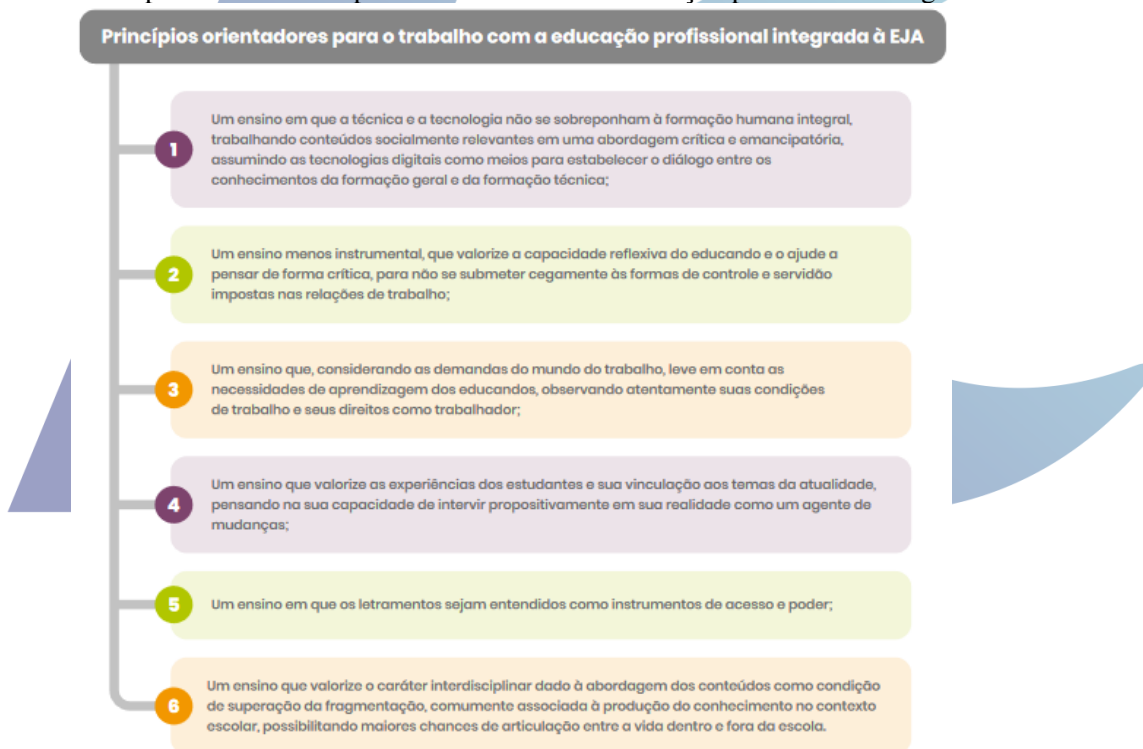 Princípios orientadores para o trabalho com a educação profissional integrada à EJA
1
Um ensino em que a técnica e a tecnologia não se sobreponham à formação humana integral,
trabalhando conteúdos socialmente relevantes em uma abordagem crítica e emancipatória,
assumindo as tecnologias digitais como meios para estabelecer o diálogo entre os
conhecimentos da formação geral e da formação técnica;
2
Um ensino menos instrumental, que valorize a capacidade reflexiva do educando e o ajude a
pensar de forma crítica, para não se submeter cegamente às formas de controle e servidão
impostas nas relações de trabalho;
3
Um ensino que, considerando as demandas do mundo do trabalho, leve em conta as
necessidades de aprendizagem dos educandos, observando atentamente suas condições
de trabalho e seus direitos como trabalhador;
4
Um ensino que valorize as experiências dos estudantes e sua vinculação aos temas da atualidade,
pensando na sua capacidade de intervir propositivamente em sua realidade como um agente de
mudanças;
5
Um ensino em que os letramentos sejam entendidos como instrumentos de acesso e poder;
6
Um ensino que valorize o caráter interdisciplinar dado à abordagem dos conteúdos como condição
de superação da fragmentação, comumente associada à produção do conhecimento no contexto
escolar, possibilitando maiores chances de articulação entre a vida dentro e fora da escola.